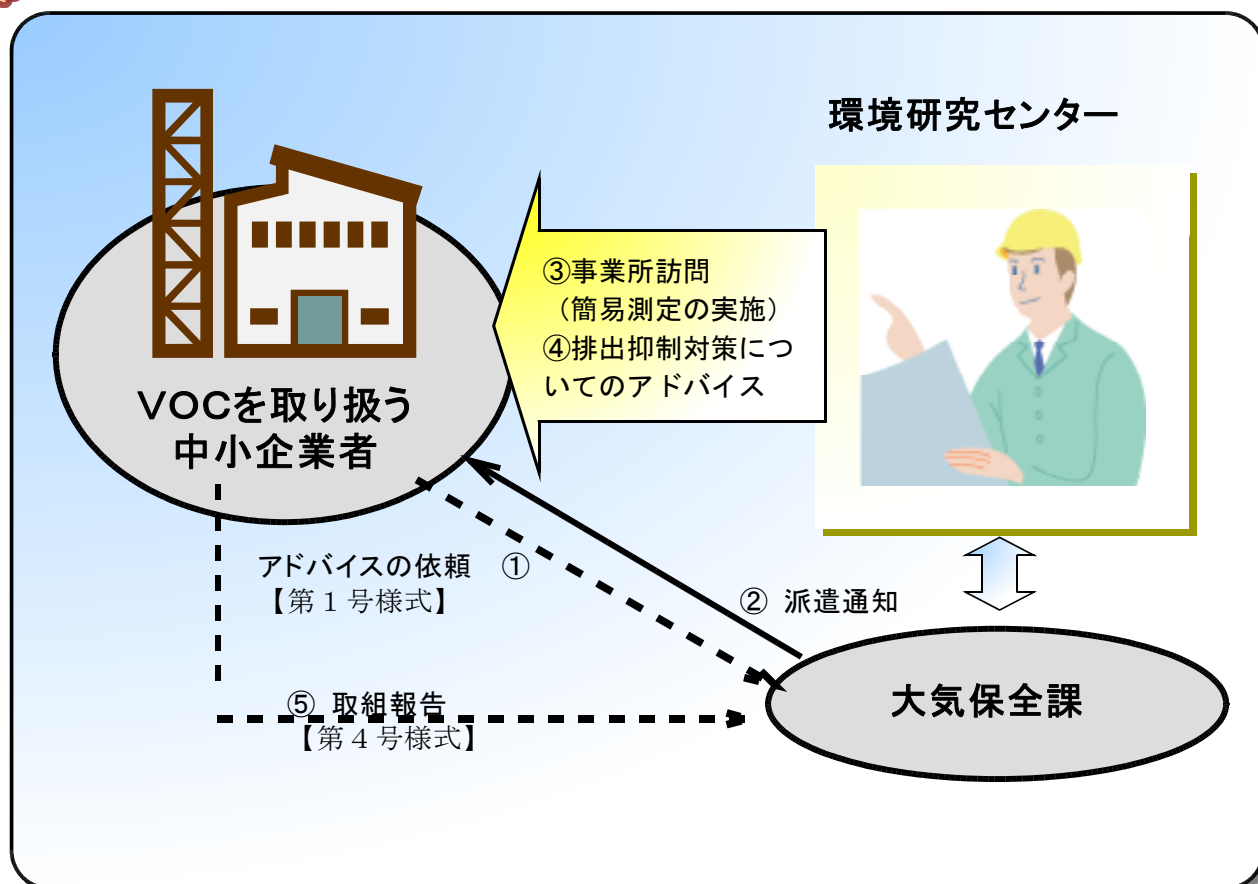 環境研究センター
③事業所訪問
（簡易測定の実施）
④排出抑制対策につ
いてのアドバイス
VOCを取り扱う
中小企業者
アドバイスの依頼 ①
【第１号様式】
② 派遣通知
大気保全課
⑤ 取組報告
【第４号様式】